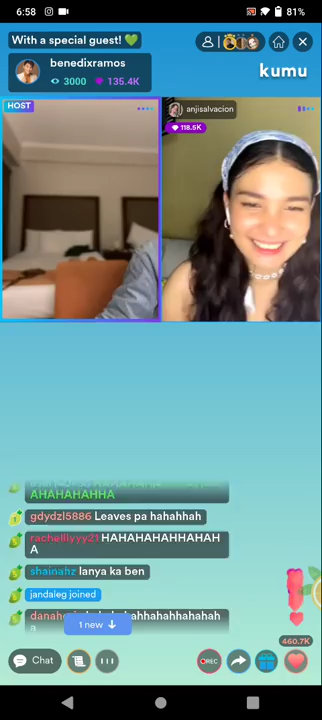 6:58
81%
With a special guest! 💚
benedixramos
3000 135.4K
kumu
HOST
anjisalvacion
118.5K
AHAHAHAHHA
gdydzl5886 Leaves pa hahahhah
rachelllyyy21 HAHAHAHAHHAHAH
A
shainahz lanya ka ben
jandaleg joined
1 new ↓
460.7K
Chat
REC